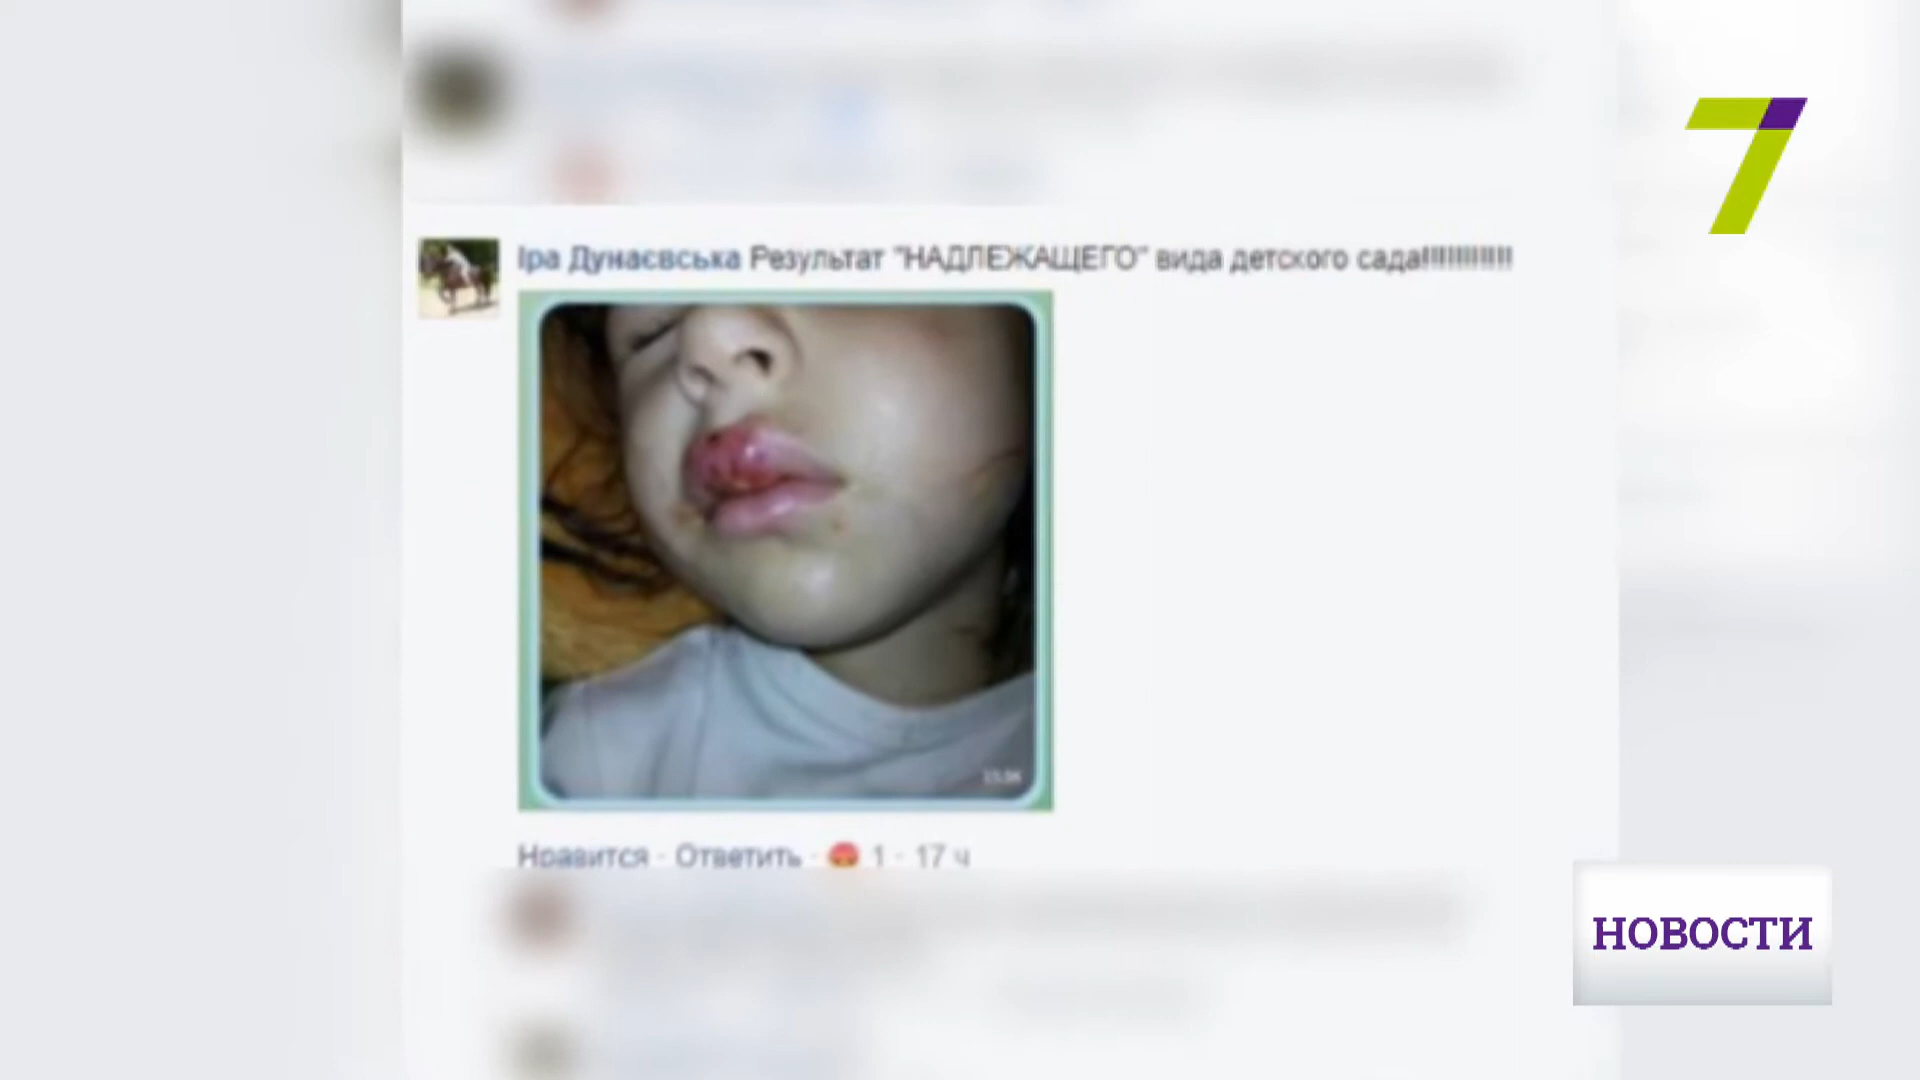 7
Іра Дунаєвська Результат "НАДЛЕЖАЩЕГО" вида детского сада!!!!!!!!!!!
Нравится · Ответить · 1 · 17 ч
НОВОСТИ